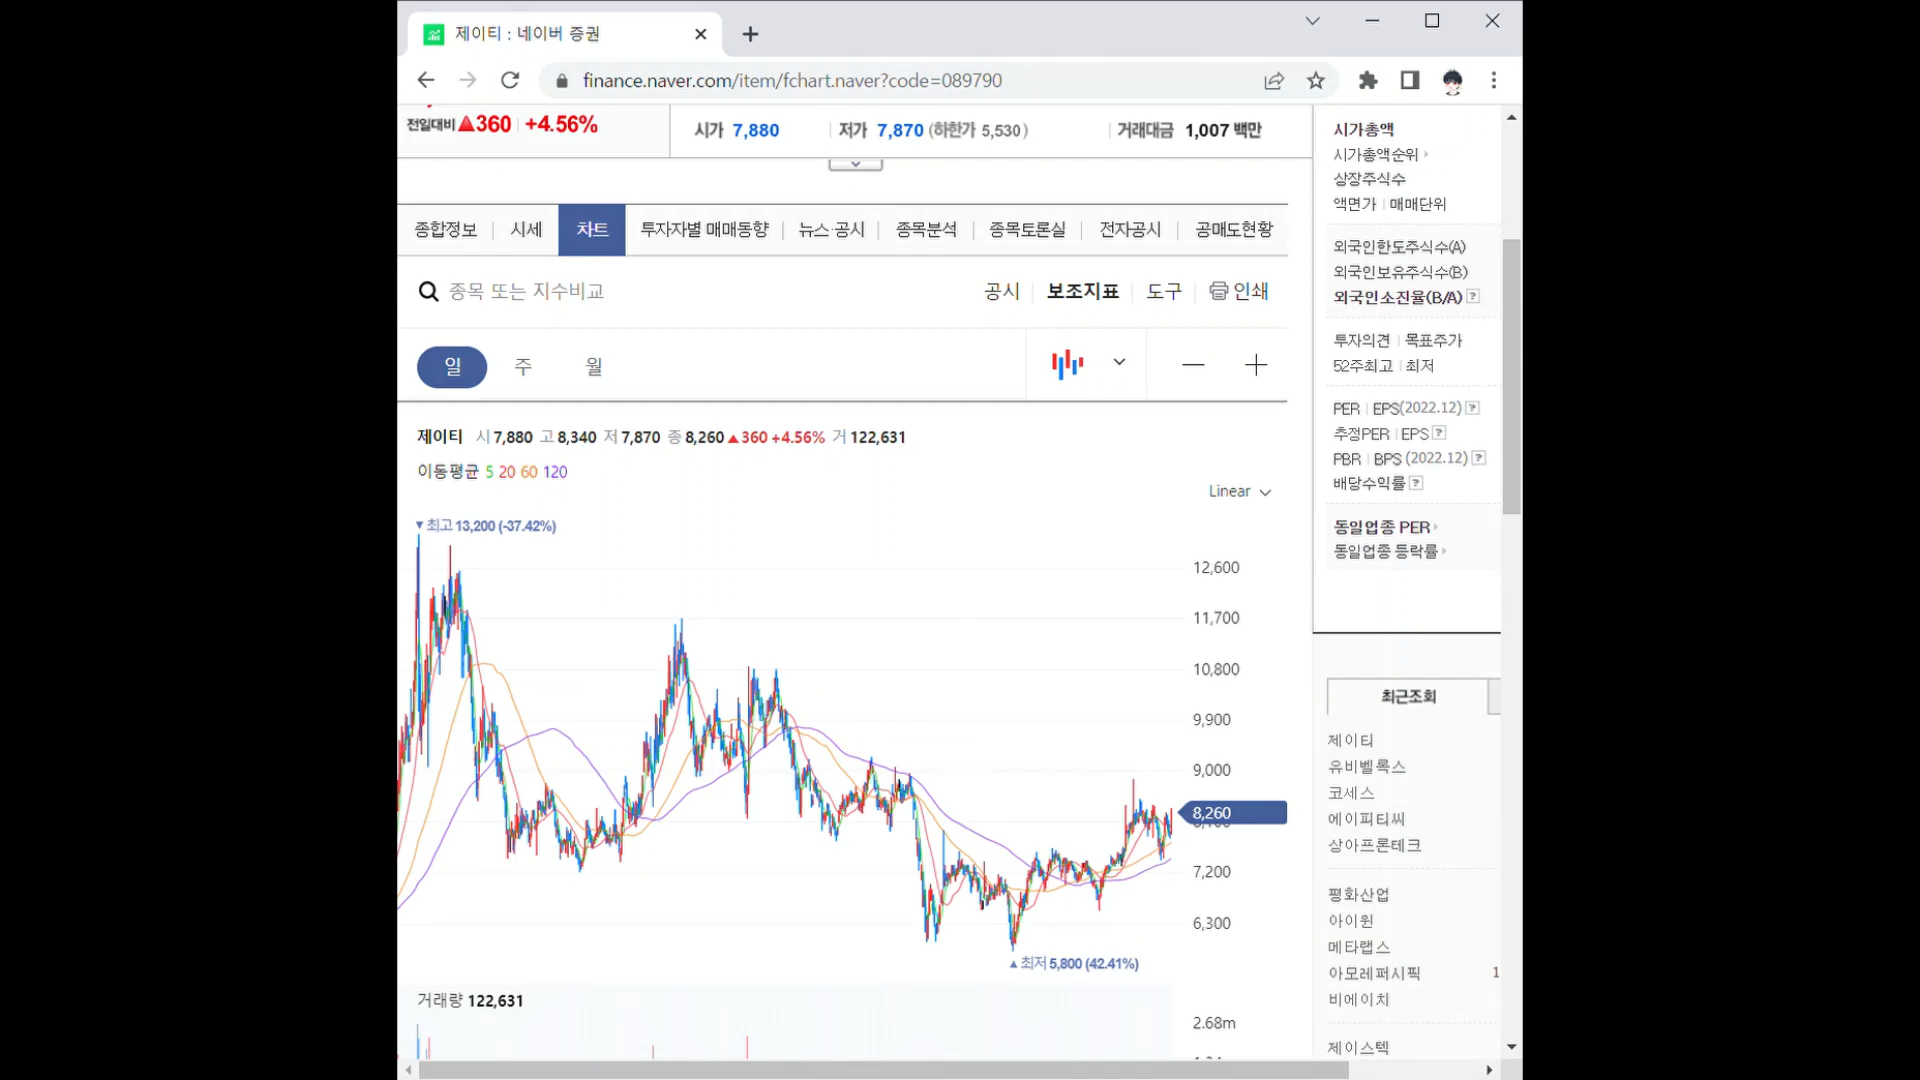 제이티 : 네이버 증권
finance.naver.com/item/fchart.naver?code=089790
전일대비 ▲360 +4.56%
시가 7,880 저가 7,870 (하한가 5,530) 거래대금 1,007 백만
종합정보 시세 차트 투자자별 매매동향 뉴스·공시 종목분석 종목토론실 전자공시 공매도현황
종목 또는 지수비교 공시 보조지표 도구 인쇄
일 주 월
제이티 시 7,880 고 8,340 저 7,870 종 8,260 ▲360 +4.56% 거 122,631
이동평균 5 20 60 120
Linear
▼최고 13,200 (-37.42%)
12,600
11,700
10,800
9,900
9,000
8,260
7,200
6,300
▲최저 5,800 (42.41%)
거래량 122,631
2.68m
시가총액
시가총액순위
상장주식수
액면가 매매단위
외국인한도주식수(A)
외국인보유주식수(B)
외국인소진율(B/A) ?
투자의견 목표주가
52주최고 최저
PER EPS(2022.12) ?
추정PER EPS ?
PBR BPS (2022.12) ?
배당수익률 ?
동일업종 PER
동일업종 등락률
최근조회
제이티
유비벨록스
코세스
에이피티씨
상아프론테크
평화산업
아이윈
메타랩스
아모레퍼시픽 1
비에이치
제이스텍